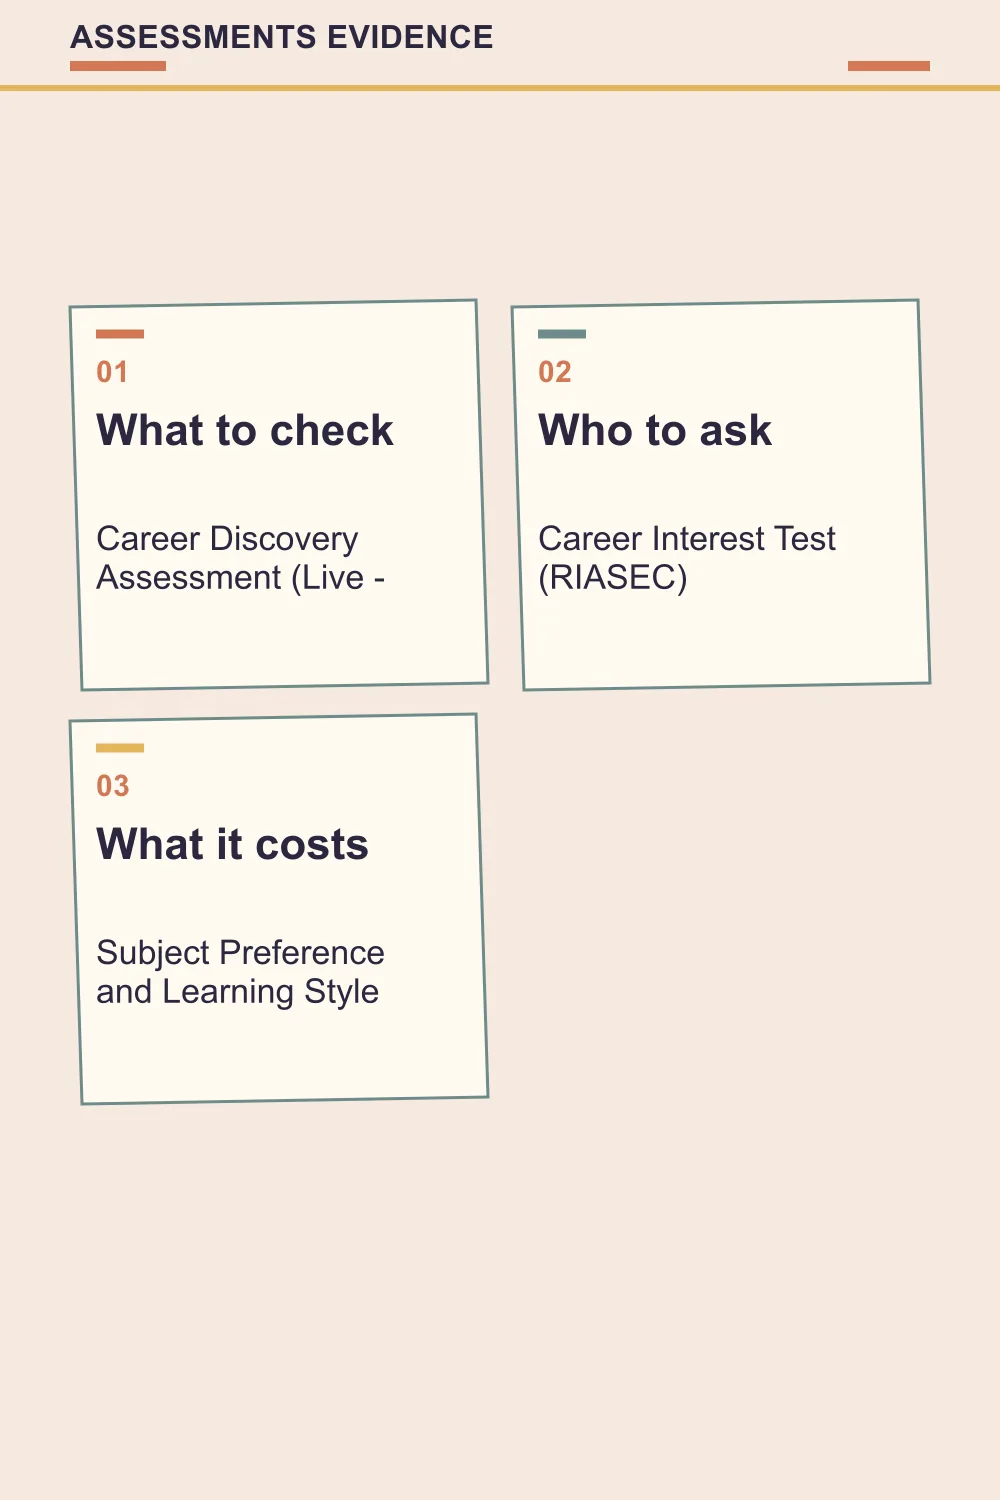 ASSESSMENTS EVIDENCE
01
What to check
Career Discovery
Assessment (Live -
02
Who to ask
Career Interest Test
(RIASEC)
03
What it costs
Subject Preference
and Learning Style